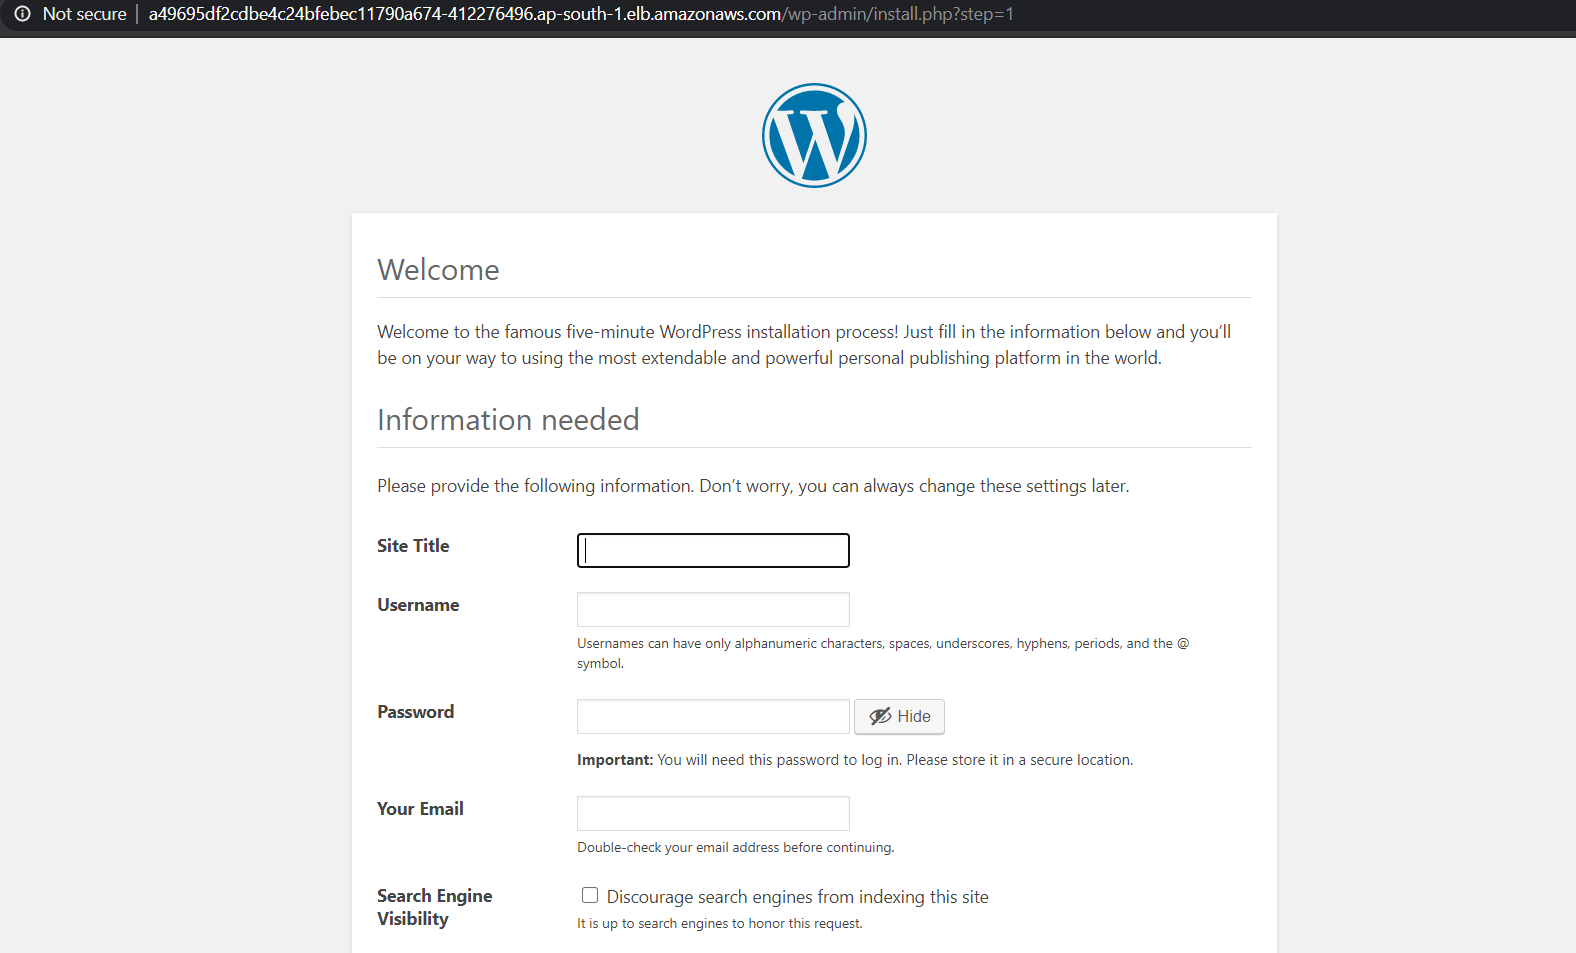 Not secure | a49695df2cdbe4c24bfebec11790a674-412276496.ap-south-1.elb.amazonaws.com/wp-admin/install.php?step=1
W
Welcome
Welcome to the famous five-minute WordPress installation process! Just fill in the information below and you’ll
be on your way to using the most extendable and powerful personal publishing platform in the world.
Information needed
Please provide the following information. Don’t worry, you can always change these settings later.
Site Title
Username
Usernames can have only alphanumeric characters, spaces, underscores, hyphens, periods, and the @
symbol.
Password
Hide
Important: You will need this password to log in. Please store it in a secure location.
Your Email
Double-check your email address before continuing.
Search Engine
Visibility
Discourage search engines from indexing this site
It is up to search engines to honor this request.